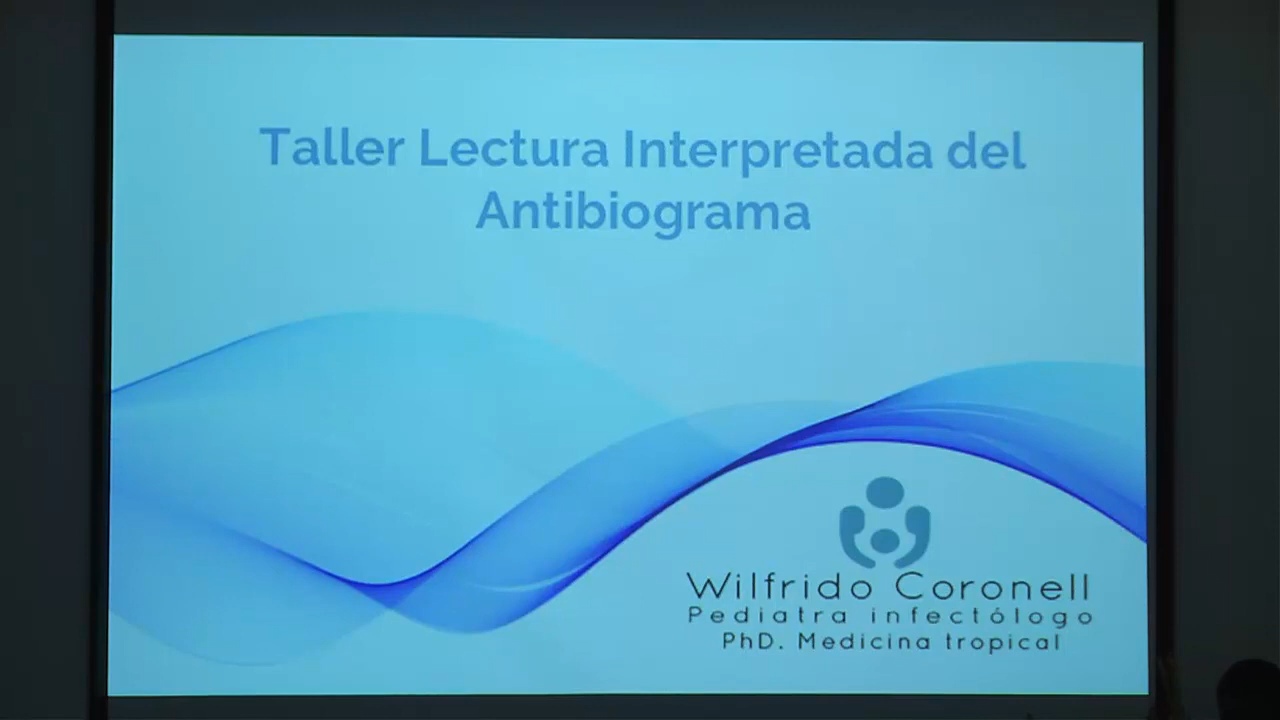 Taller Lectura Interpretada del
Antibiograma
Wilfrido Coronell
Pediatra infectólogo
PhD. Medicina tropical